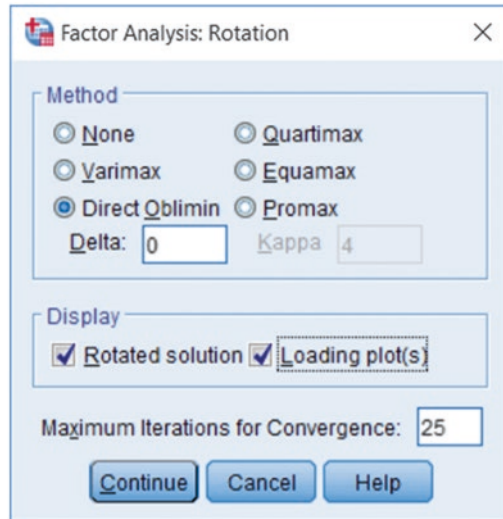 Factor Analysis: Rotation
Method
None Quartimax
Varimax Equamax
Direct Oblimin Promax
Delta: 0 Kappa 4
Display
Rotated solution Loading plot(s)
Maximum Iterations for Convergence: 25
Continue Cancel Help